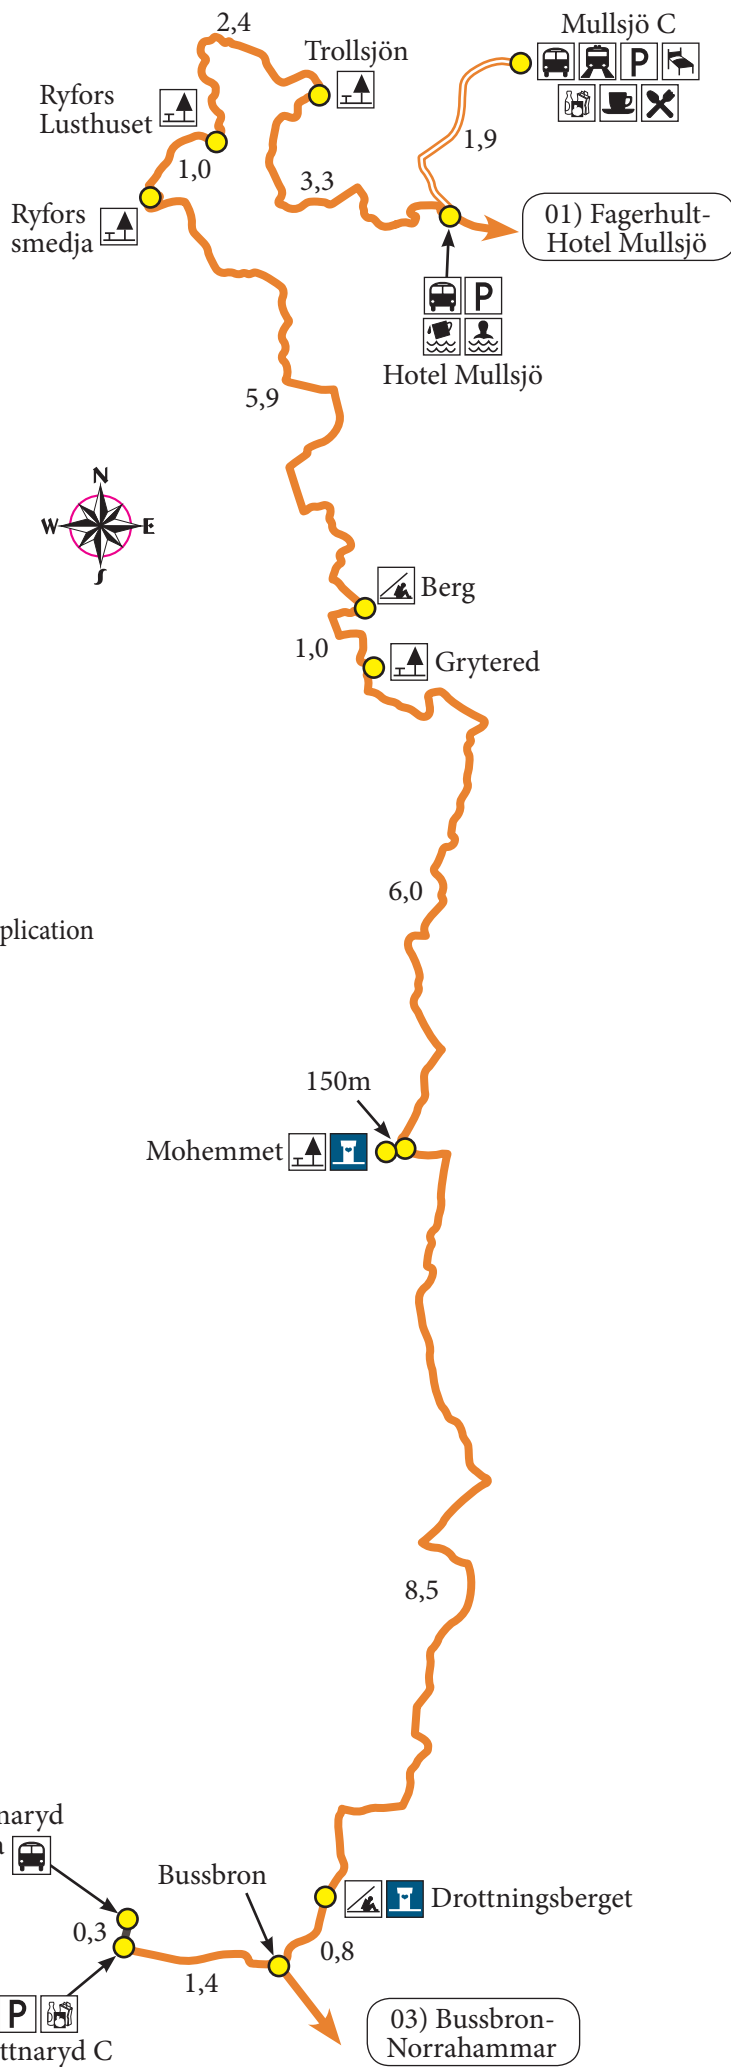 2,4
Mullsjö C
Trollsjön
P
Ryfors
Lusthuset
1,9
1,0
3,3
Ryfors
smedja
01) Fagerhult-
Hotel Mullsjö
P
Hotel Mullsjö
5,9
N
W E
S
Berg
1,0
Grytered
6,0
plication
150m
Mohemmet
8,5
naryd
a
Bussbron
Drottningsberget
0,3
0,8
1,4
P
ttnaryd C
03) Bussbron-
Norrahammar